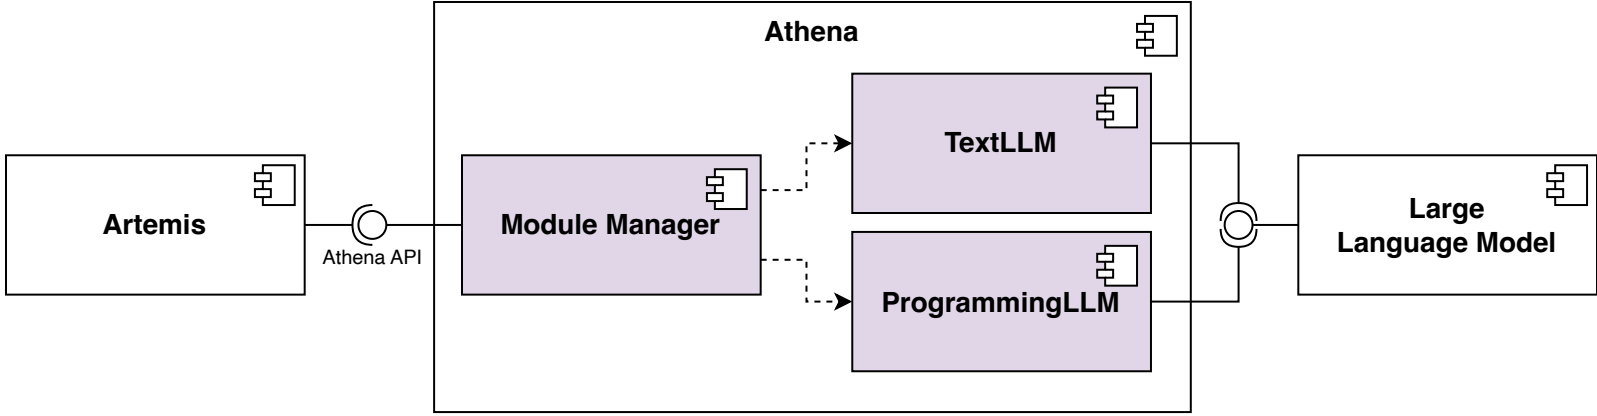 Athena
Artemis
Athena API
Module Manager
TextLLM
ProgrammingLLM
Large
Language Model